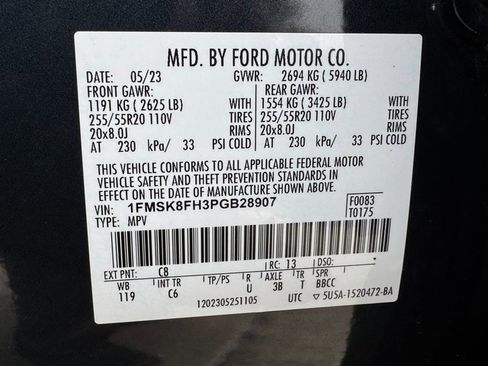 MFD. BY FORD MOTOR CO.
DATE: 05/23 GVWR: 2694 KG ( 5940 LB)
FRONT GAWR: REAR GAWR:
1191 KG ( 2625 LB) WITH 1554 KG ( 3425 LB) WITH
255/55R20 110V TIRES 255/55R20 110V TIRES
20x8.0J RIMS 20x8.0J RIMS
AT 230 kPa/ 33 PSI COLD AT 230 kPa/ 33 PSI COLD
THIS VEHICLE CONFORMS TO ALL APPLICABLE FEDERAL MOTOR
VEHICLE SAFETY AND THEFT PREVENTION STANDARDS IN EFFECT
ON THE DATE OF MANUFACTURE SHOWN ABOVE.
VIN: 1FMSK8FH3PGB28907 F0083
TYPE: MPV T0175
EXT PNT: C8 RC: 13 DSO:
WB INT TR TP/PS R AXLE TR SPR
119 C6 U 3B T BBCC
1202305251105 UTC ▽ 5U5A-1520472-BA